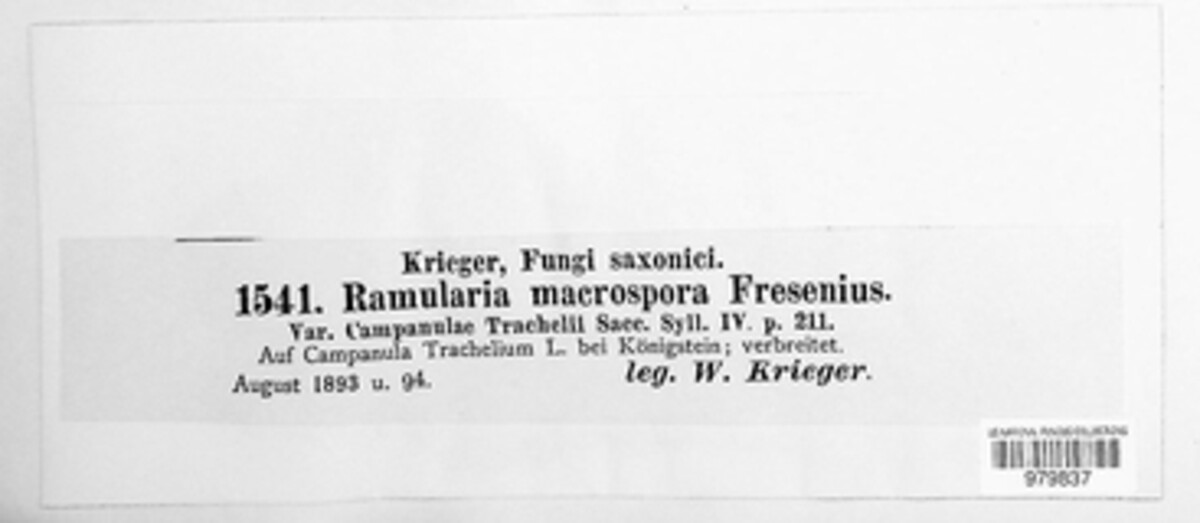 Krieger, Fungi saxonici.
1541. Ramularia macrospora Fresenius.
Var. Campanulae Trachelii Sacc. Syll. IV. p. 211.
Auf Campanula Trachelium L. bei Königstein; verbreitet.
August 1893 u. 94.
leg. W. Krieger.
979837